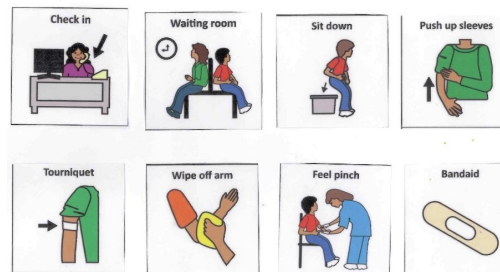 Check in
Waiting room
Sit down
Push up sleeves
Tourniquet
Wipe off arm
Feel pinch
Bandaid